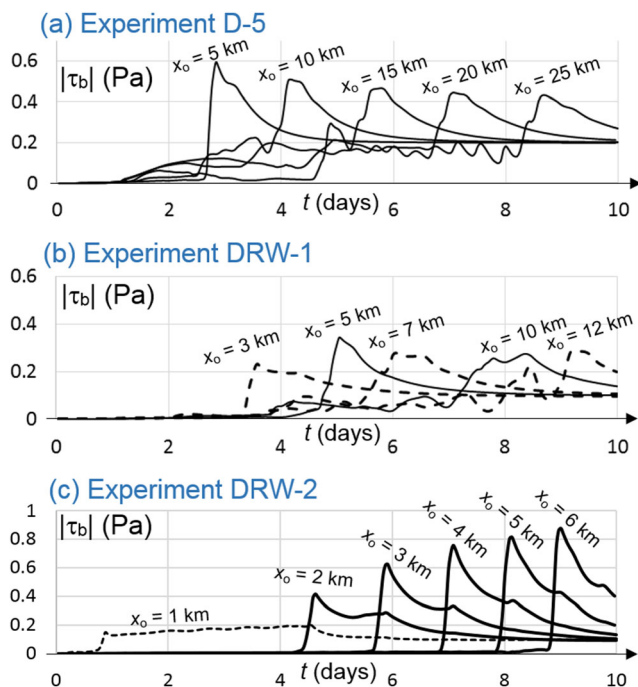 (a) Experiment D-5
|τb| (Pa)
xo = 5 km
xo = 10 km
xo = 15 km
xo = 20 km
xo = 25 km
0.6
0.4
0.2
0
0 2 4 6 8 10
t (days)
(b) Experiment DRW-1
|τb| (Pa)
xo = 3 km
xo = 5 km
xo = 7 km
xo = 10 km
xo = 12 km
0.6
0.4
0.2
0
0 2 4 6 8 10
t (days)
(c) Experiment DRW-2
|τb| (Pa)
xo = 1 km
xo = 2 km
xo = 3 km
xo = 4 km
xo = 5 km
xo = 6 km
1
0.8
0.6
0.4
0.2
0
0 2 4 6 8 10
t (days)